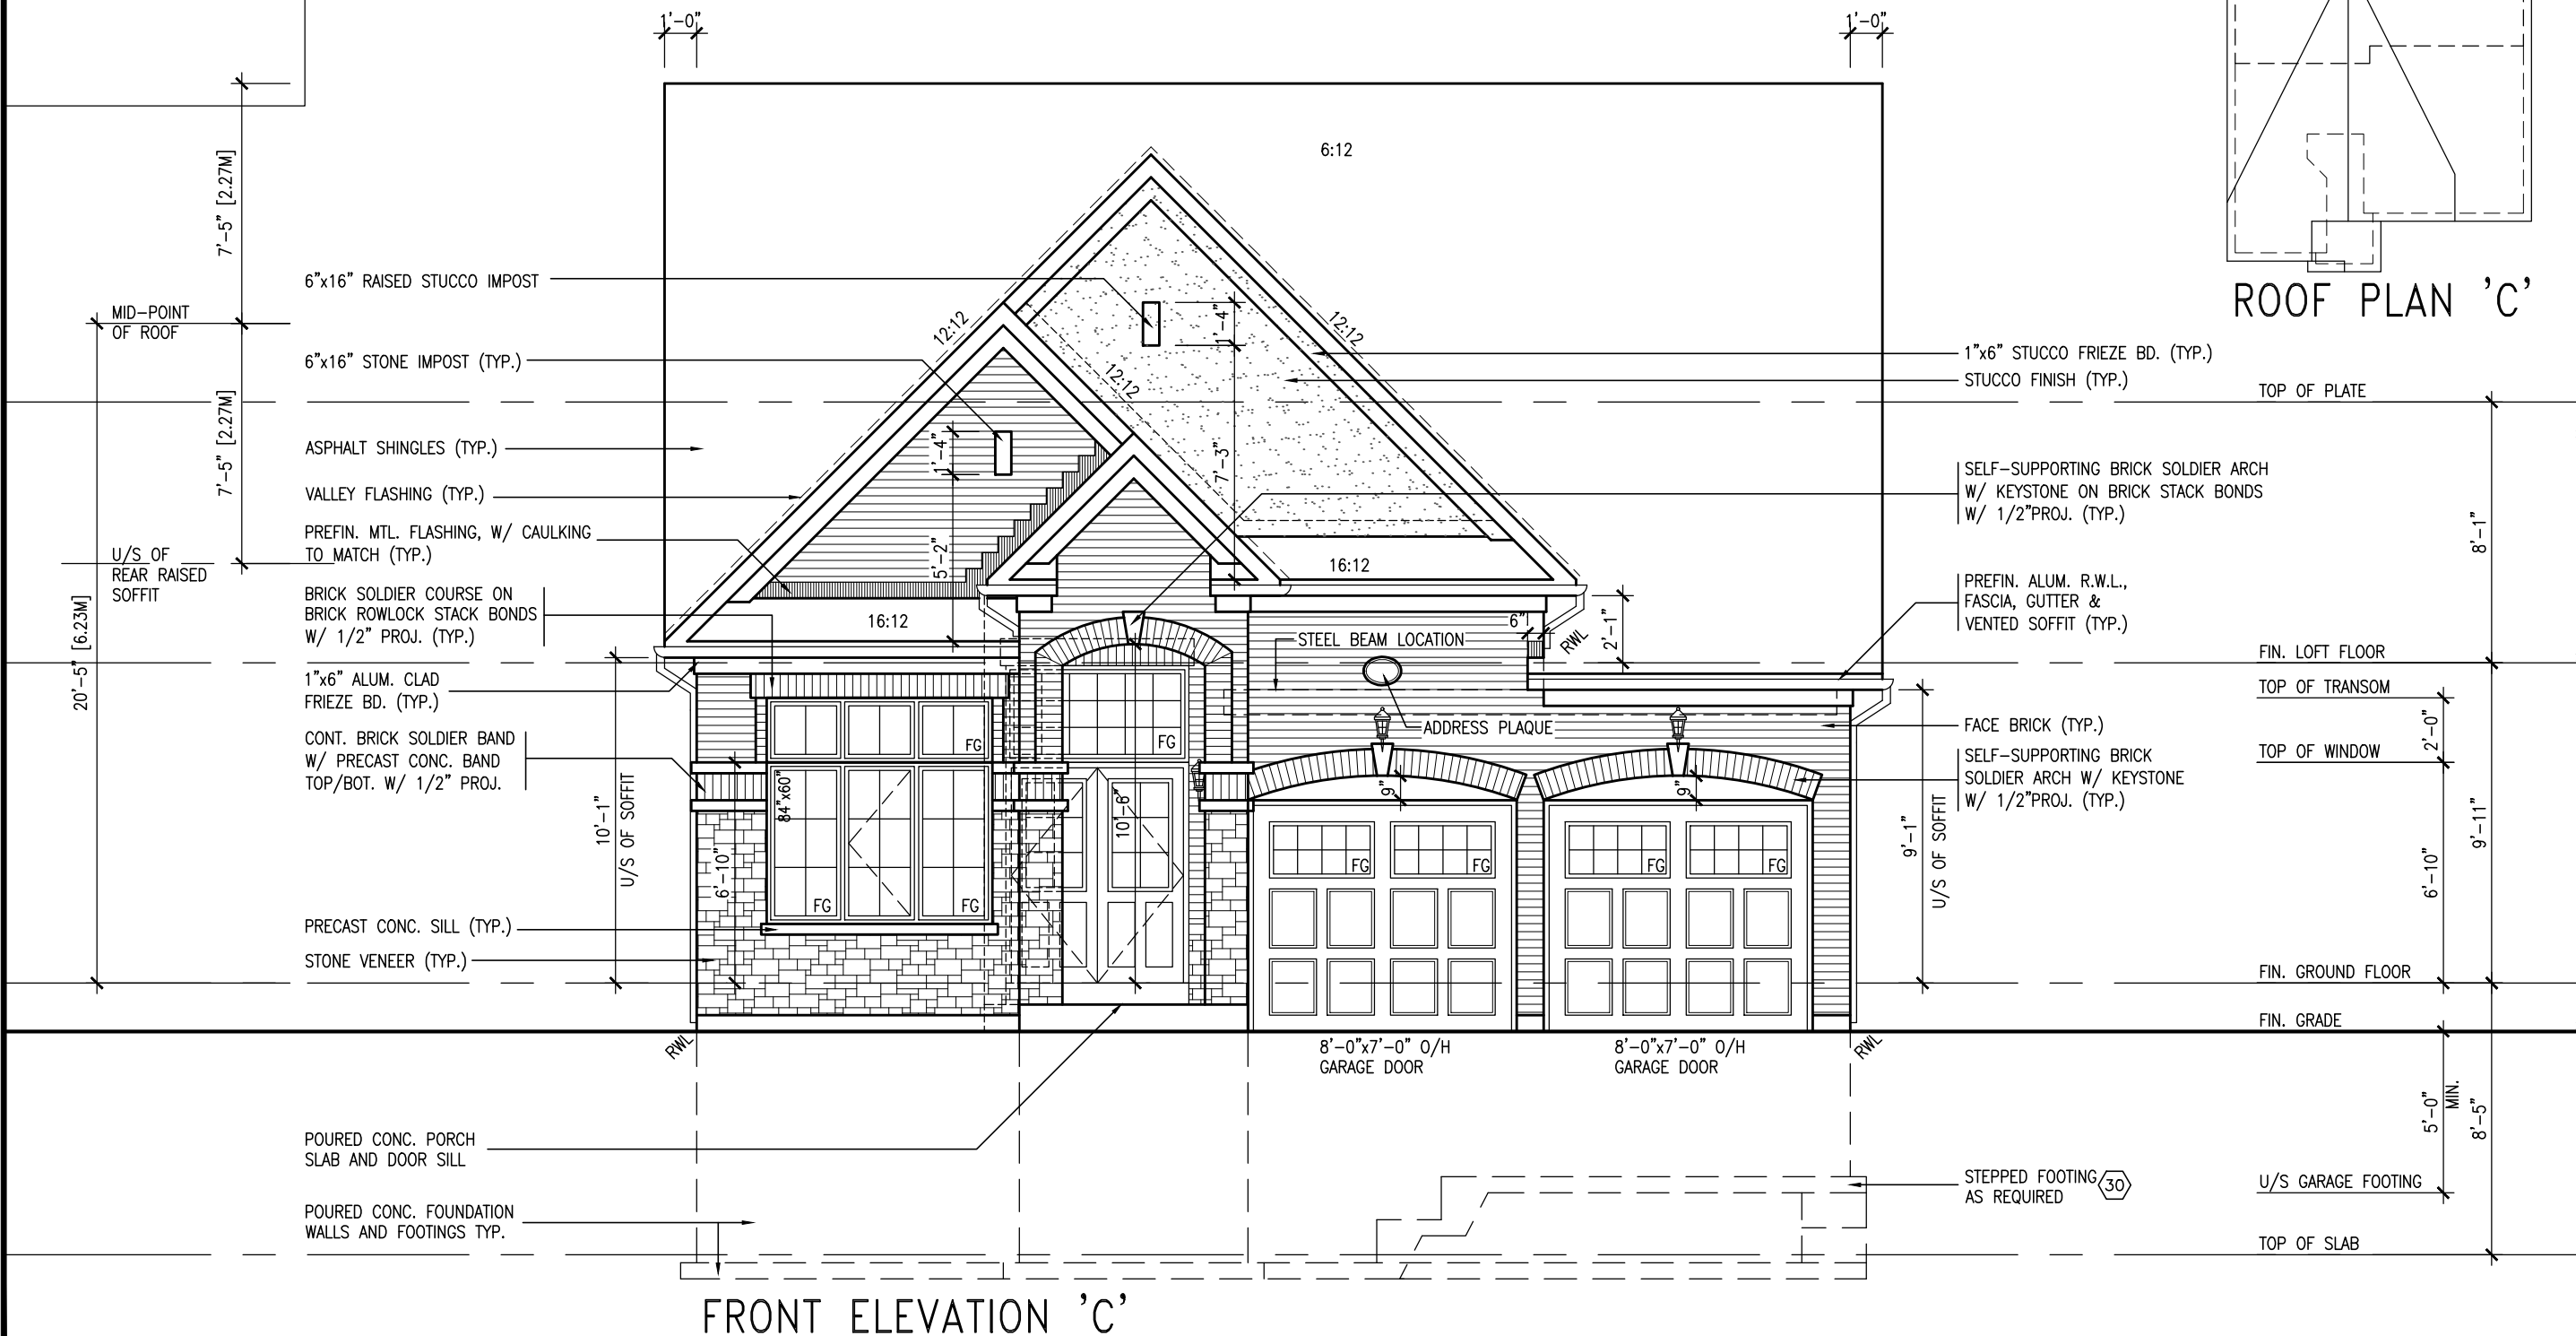 1'-0"
1'-0"
6:12
ROOF PLAN 'C'
7'-5" [2.27M]
7'-5" [2.27M]
20'-5" [6.23M]
MID-POINT
OF ROOF
U/S OF
REAR RAISED
SOFFIT
6"x16" RAISED STUCCO IMPOST
6"x16" STONE IMPOST (TYP.)
ASPHALT SHINGLES (TYP.)
VALLEY FLASHING (TYP.)
PREFIN. MTL. FLASHING, W/ CAULKING
TO MATCH (TYP.)
BRICK SOLDIER COURSE ON
BRICK ROWLOCK STACK BONDS
W/ 1/2" PROJ. (TYP.)
1"x6" ALUM. CLAD
FRIEZE BD. (TYP.)
CONT. BRICK SOLDIER BAND
W/ PRECAST CONC. BAND
TOP/BOT. W/ 1/2" PROJ.
PRECAST CONC. SILL (TYP.)
STONE VENEER (TYP.)
POURED CONC. PORCH
SLAB AND DOOR SILL
POURED CONC. FOUNDATION
WALLS AND FOOTINGS TYP.
12:12
12:12
12:12
1'-4"
1'-4"
7'-3"
5'-2"
16:12
16:12
6"
RWL
2'-1"
STEEL BEAM LOCATION
ADDRESS PLAQUE
FG
FG
84"x60"
FG
FG
10'-1"
U/S OF SOFFIT
6'-10"
10'-6"
9"
9"
FG
FG
FG
FG
9'-1"
U/S OF SOFFIT
RWL
RWL
8'-0"x7'-0" O/H
GARAGE DOOR
8'-0"x7'-0" O/H
GARAGE DOOR
1"x6" STUCCO FRIEZE BD. (TYP.)
STUCCO FINISH (TYP.)
SELF-SUPPORTING BRICK SOLDIER ARCH
W/ KEYSTONE ON BRICK STACK BONDS
W/ 1/2"PROJ. (TYP.)
PREFIN. ALUM. R.W.L.,
FASCIA, GUTTER &
VENTED SOFFIT (TYP.)
FACE BRICK (TYP.)
SELF-SUPPORTING BRICK
SOLDIER ARCH W/ KEYSTONE
W/ 1/2"PROJ. (TYP.)
STEPPED FOOTING
AS REQUIRED
30
TOP OF PLATE
FIN. LOFT FLOOR
TOP OF TRANSOM
TOP OF WINDOW
FIN. GROUND FLOOR
FIN. GRADE
U/S GARAGE FOOTING
TOP OF SLAB
8'-1"
2'-0"
9'-11"
6'-10"
5'-0"
MIN.
8'-5"
FRONT ELEVATION 'C'